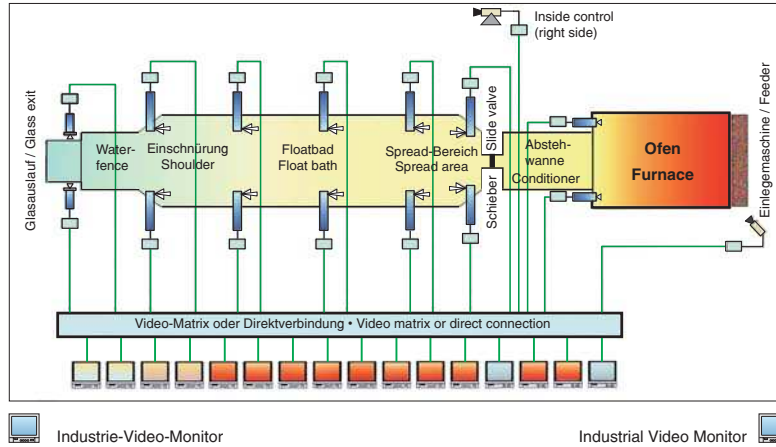 Inside control
(right side)
Glasauslauf / Glass exit
Water-
fence
Einschnürung
Shoulder
Floatbad
Float bath
Spread-Bereich
Spread area
Slide valve
Schieber
Absteh-
wanne
Conditioner
Ofen
Furnace
Einlegemaschine / Feeder
Video-Matrix oder Direktverbindung • Video matrix or direct connection
Industrie-Video-Monitor
Industrial Video Monitor